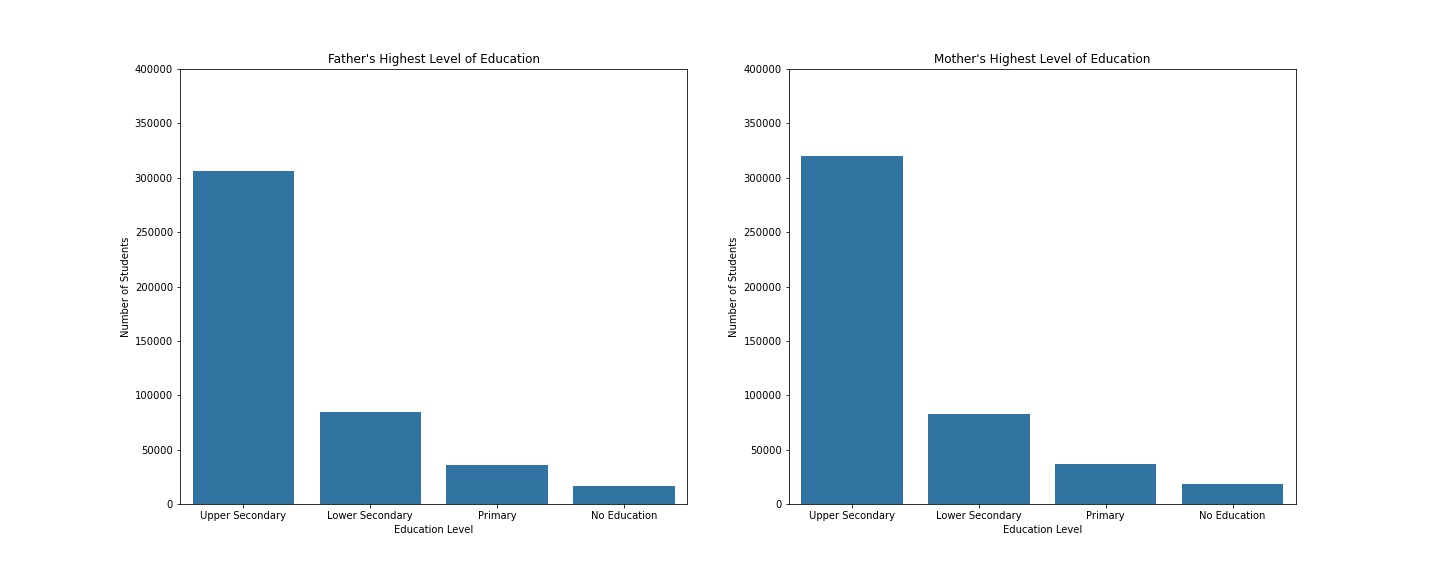 Father's Highest Level of Education
400000
350000
300000
250000
200000
150000
100000
50000
0
Number of Students
Upper Secondary Lower Secondary Primary No Education
Education Level
Mother's Highest Level of Education
400000
350000
300000
250000
200000
150000
100000
50000
0
Number of Students
Upper Secondary Lower Secondary Primary No Education
Education Level